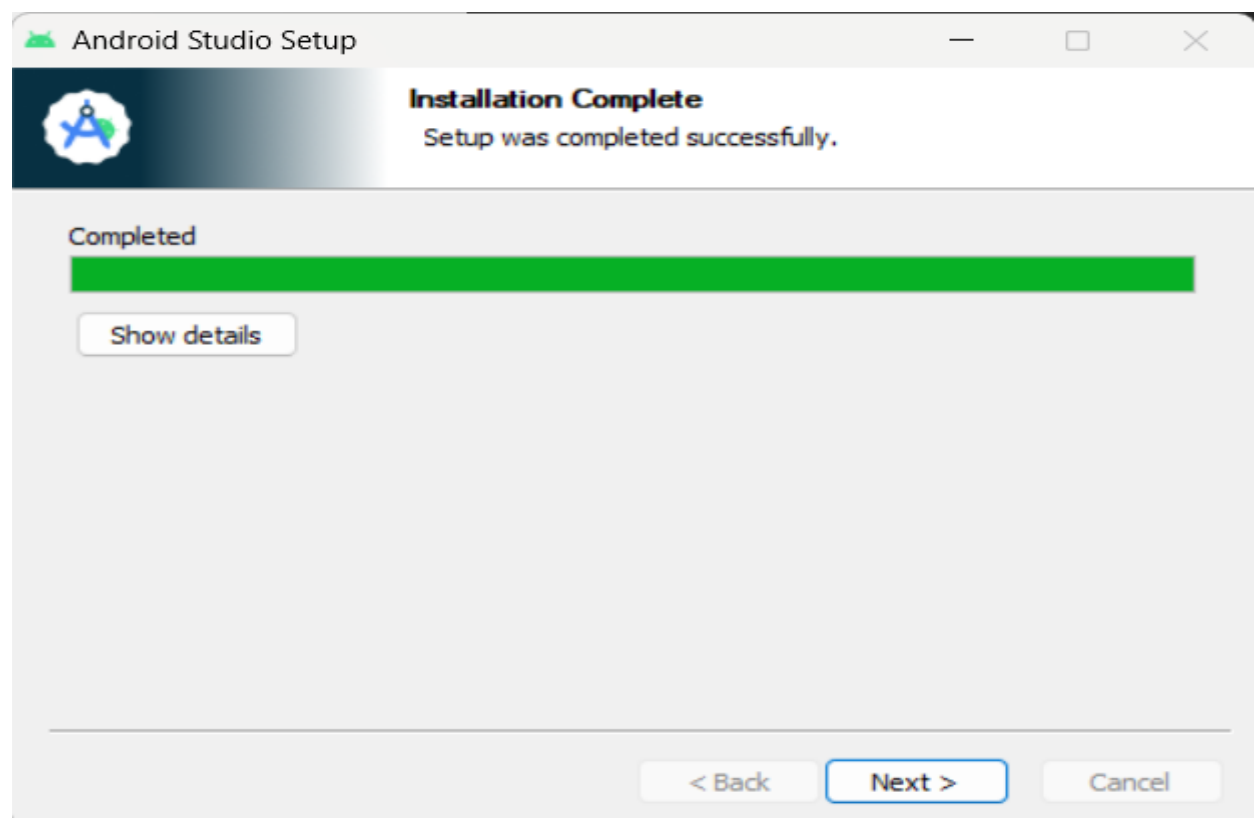 Android Studio Setup
Installation Complete
Setup was completed successfully.
Completed
Show details
< Back
Next >
Cancel